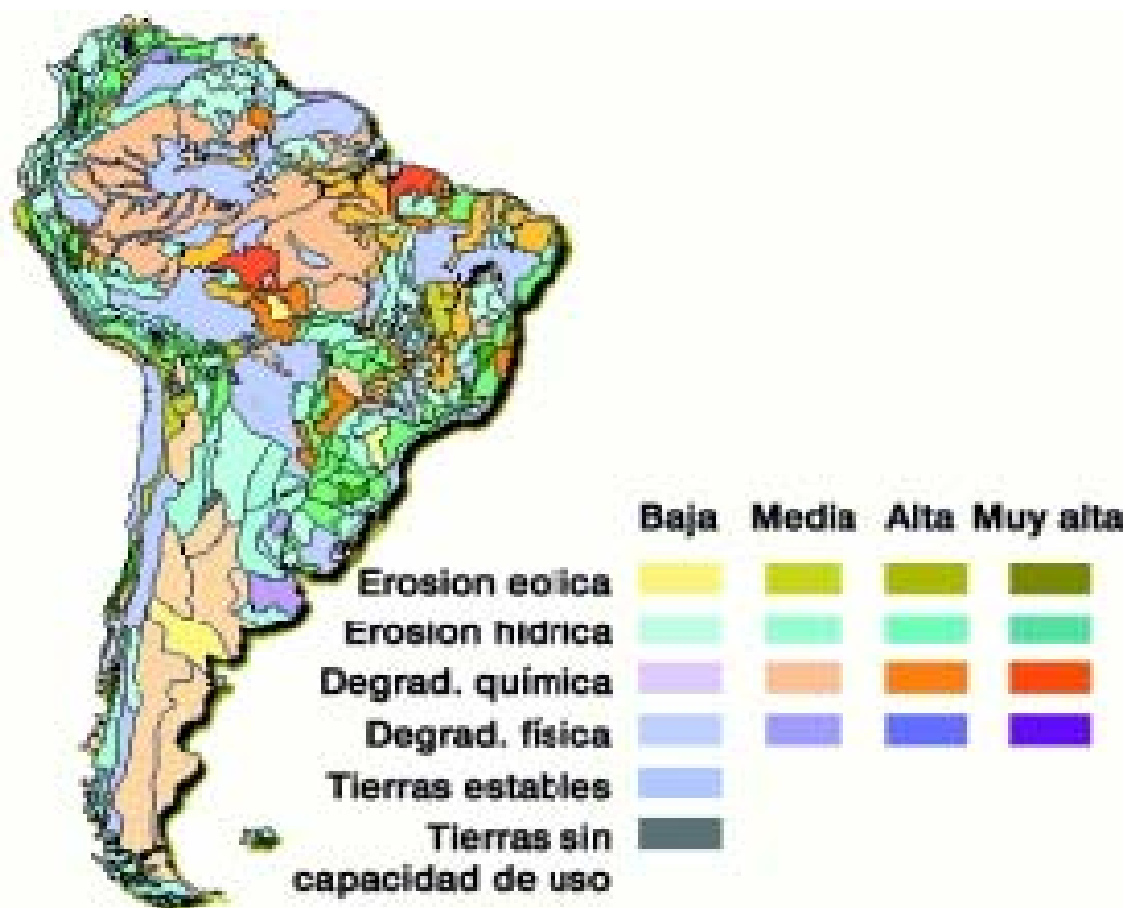 Baja Media Alta Muy alta
Erosion eolica
Erosion hídrica
Degrad. química
Degrad. física
Tierras estables
Tierras sin
capacidad de uso